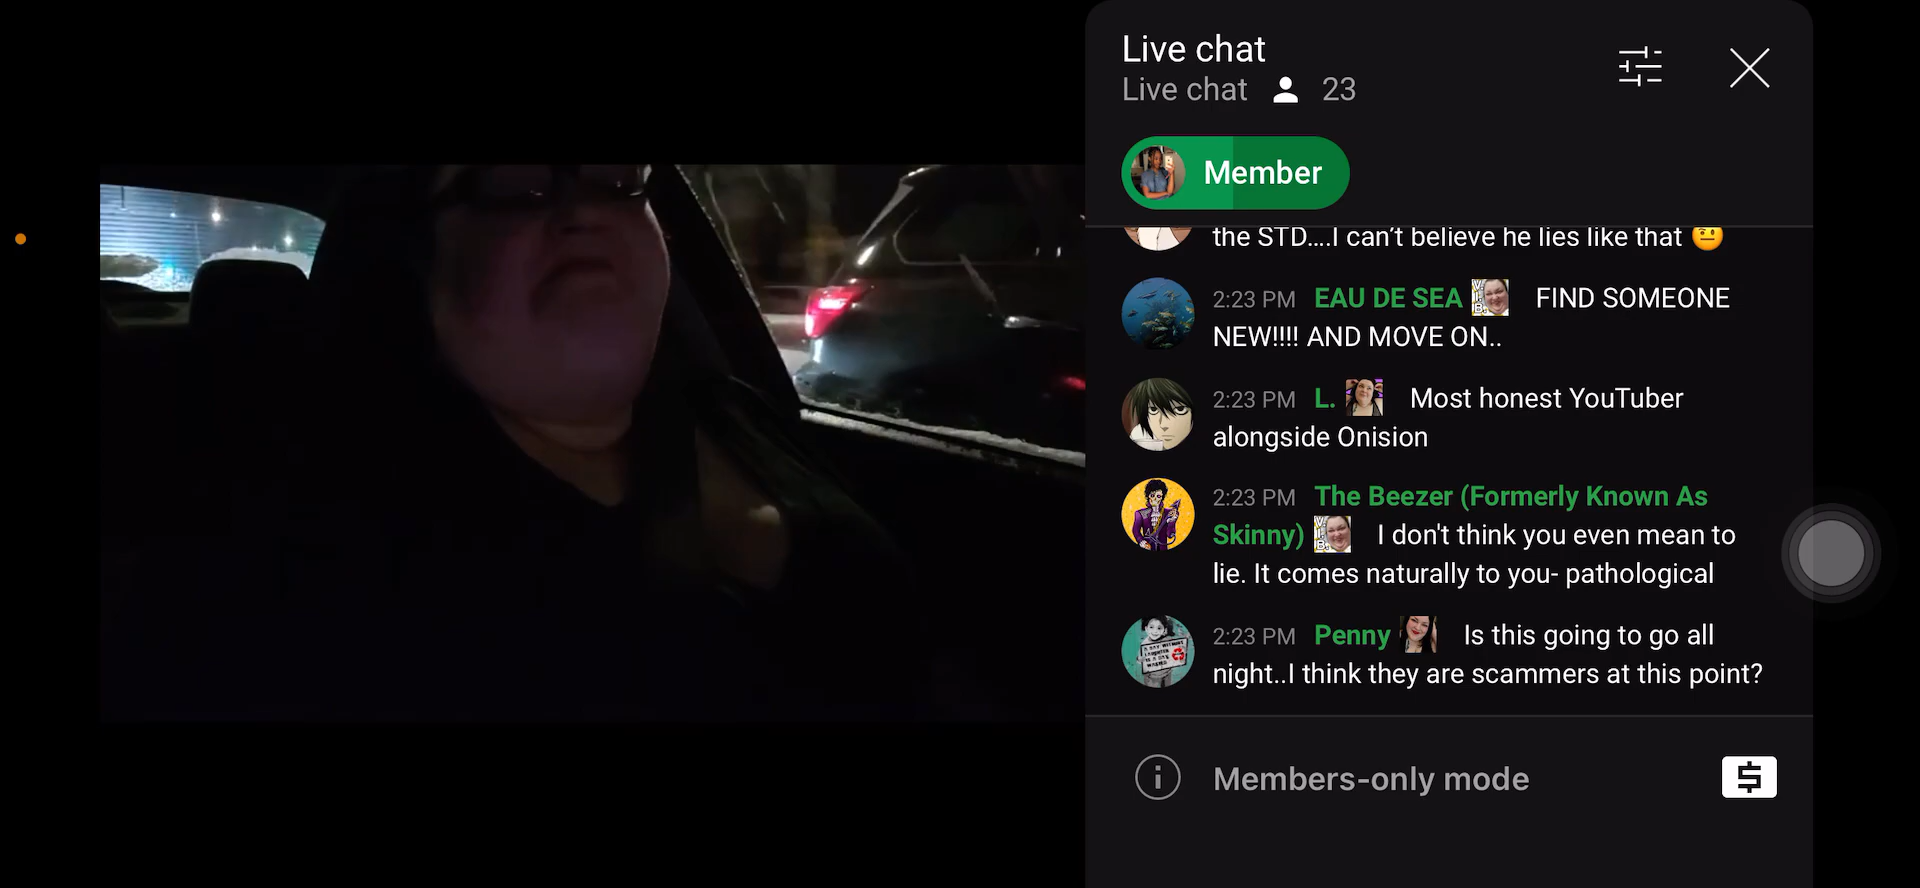 Live chat
Live chat 23
Member
the STD....I can't believe he lies like that
2:23 PM EAU DE SEA FIND SOMEONE
NEW!!!! AND MOVE ON..
2:23 PM L. Most honest YouTuber
alongside Onision
2:23 PM The Beezer (Formerly Known As
Skinny) I don't think you even mean to
lie. It comes naturally to you- pathological
2:23 PM Penny Is this going to go all
night..I think they are scammers at this point?
Members-only mode
$